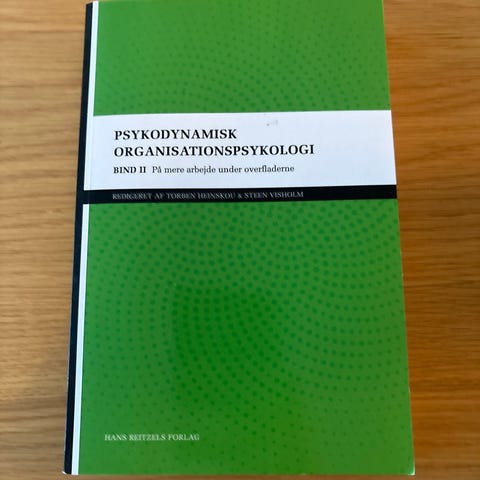 PSYKODYNAMISK
ORGANISATIONSPSYKOLOGI
BIND II På mere arbejde under overfladerne
REDIGERET AF TORBEN HEINSKOU & STEEN VISHOLM
HANS REITZELS FORLAG